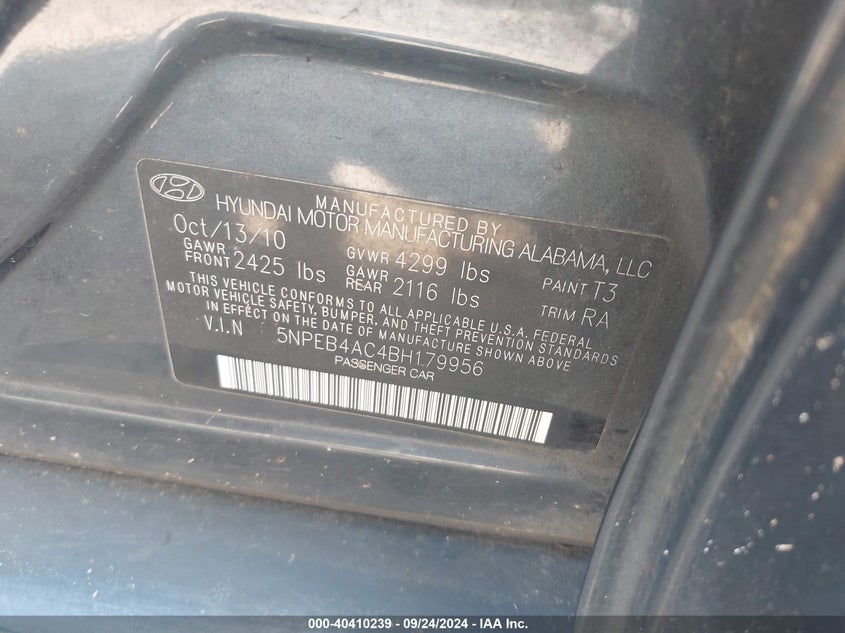 MANUFACTURED BY
HYUNDAI MOTOR MANUFACTURING ALABAMA, LLC
Oct/13/10 GVWR 4299 lbs PAINT T3
GAWR FRONT 2425 lbs GAWR REAR 2116 lbs TRIM RA
THIS VEHICLE CONFORMS TO ALL APPLICABLE U.S.A. FEDERAL
MOTOR VEHICLE SAFETY, BUMPER, AND THEFT PREVENTION STANDARDS
IN EFFECT ON THE DATE OF MANUFACTURE SHOWN ABOVE
V.I.N 5NPEB4AC4BH179956
PASSENGER CAR
000-40410239 - 09/24/2024 - IAA Inc.